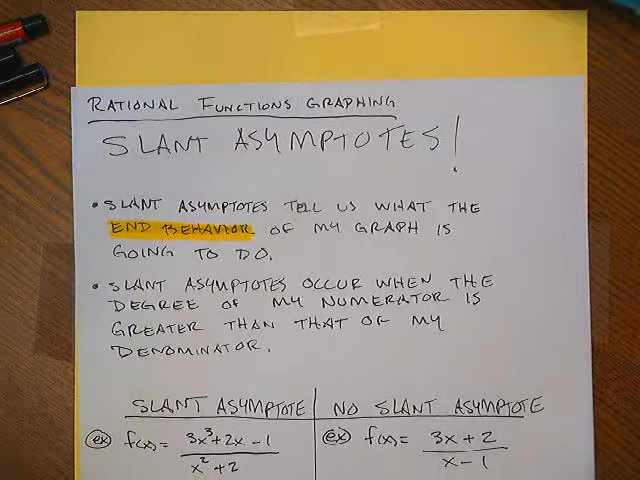 RATIONAL FUNCTIONS GRAPHING
SLANT ASYMPTOTES!
• SLANT ASYMPTOTES TELL US WHAT THE
END BEHAVIOR OF MY GRAPH IS
GOING TO DO.
• SLANT ASYMPTOTES OCCUR WHEN THE
DEGREE OF MY NUMERATOR IS
GREATER THAN THAT OF MY
DENOMINATOR.
SLANT ASYMPTOTE | NO SLANT ASYMPTOTE
ex f(x) = (3x³+2x-1)/(x²+2) | ex f(x) = (3x+2)/(x-1)